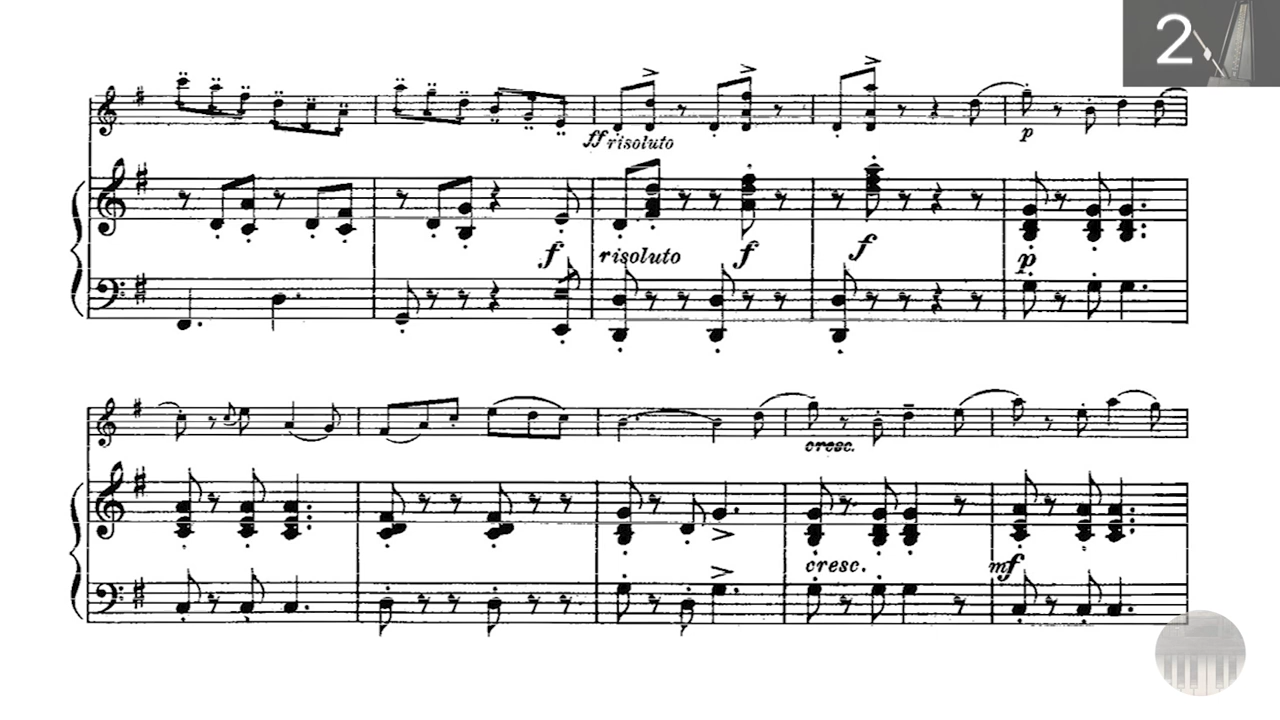 2
ff risoluto
p
f risoluto f f p
cresc.
cresc. mf